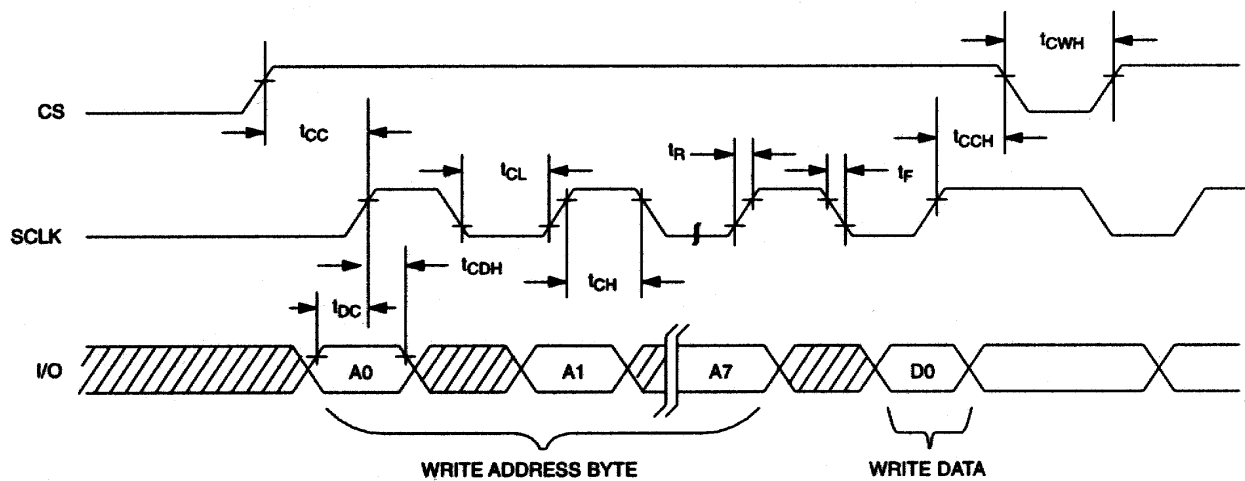 tCWH
CS
tCC
tCCH
tR
tCL
tF
SCLK
tCDH
tCH
tDC
I/O
A0
A1
A7
D0
WRITE ADDRESS BYTE
WRITE DATA